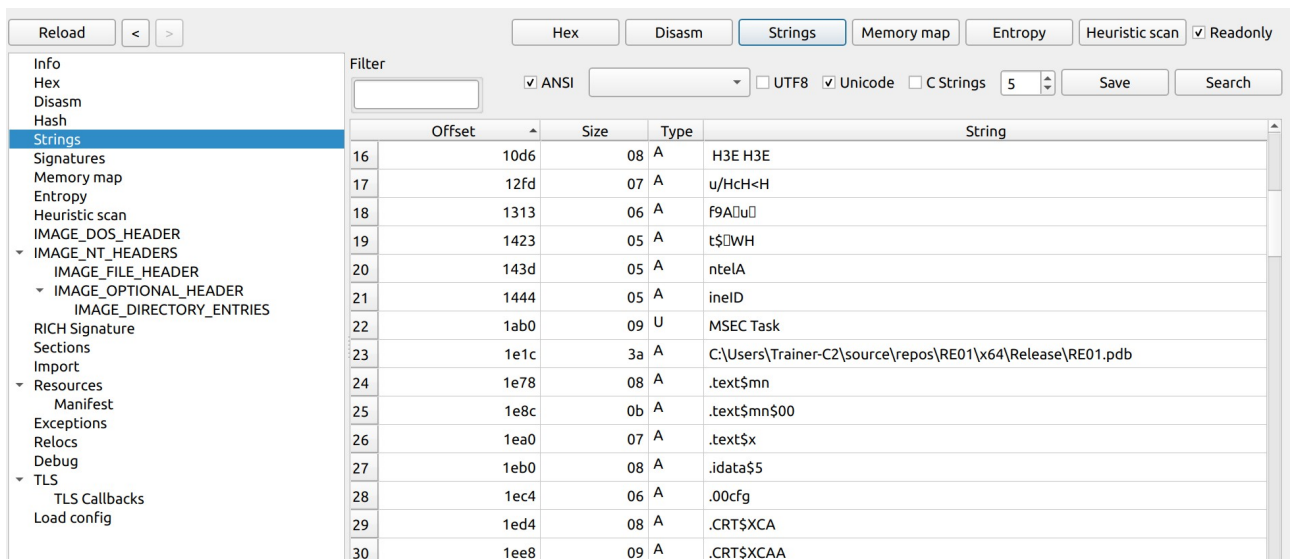 Reload < > Hex Disasm Strings Memory map Entropy Heuristic scan Readonly
Info
Hex
Disasm
Hash
Strings
Signatures
Memory map
Entropy
Heuristic scan
IMAGE_DOS_HEADER
IMAGE_NT_HEADERS
IMAGE_FILE_HEADER
IMAGE_OPTIONAL_HEADER
IMAGE_DIRECTORY_ENTRIES
RICH Signature
Sections
Import
Resources
Manifest
Exceptions
Relocs
Debug
TLS
TLS Callbacks
Load config
Filter
ANSI UTF8 Unicode C Strings 5 Save Search
Offset Size Type String
16 10d6 08 A H3E H3E
17 12fd 07 A u/HcH<H
18 1313 06 A f9A▯u▯
19 1423 05 A t$▯WH
20 143d 05 A ntelA
21 1444 05 A ineID
22 1ab0 09 U MSEC Task
23 1e1c 3a A C:\Users\Trainer-C2\source\repos\RE01\x64\Release\RE01.pdb
24 1e78 08 A .text$mn
25 1e8c 0b A .text$mn$00
26 1ea0 07 A .text$x
27 1eb0 08 A .idata$5
28 1ec4 06 A .00cfg
29 1ed4 08 A .CRT$XCA
30 1ee8 09 A .CRT$XCAA